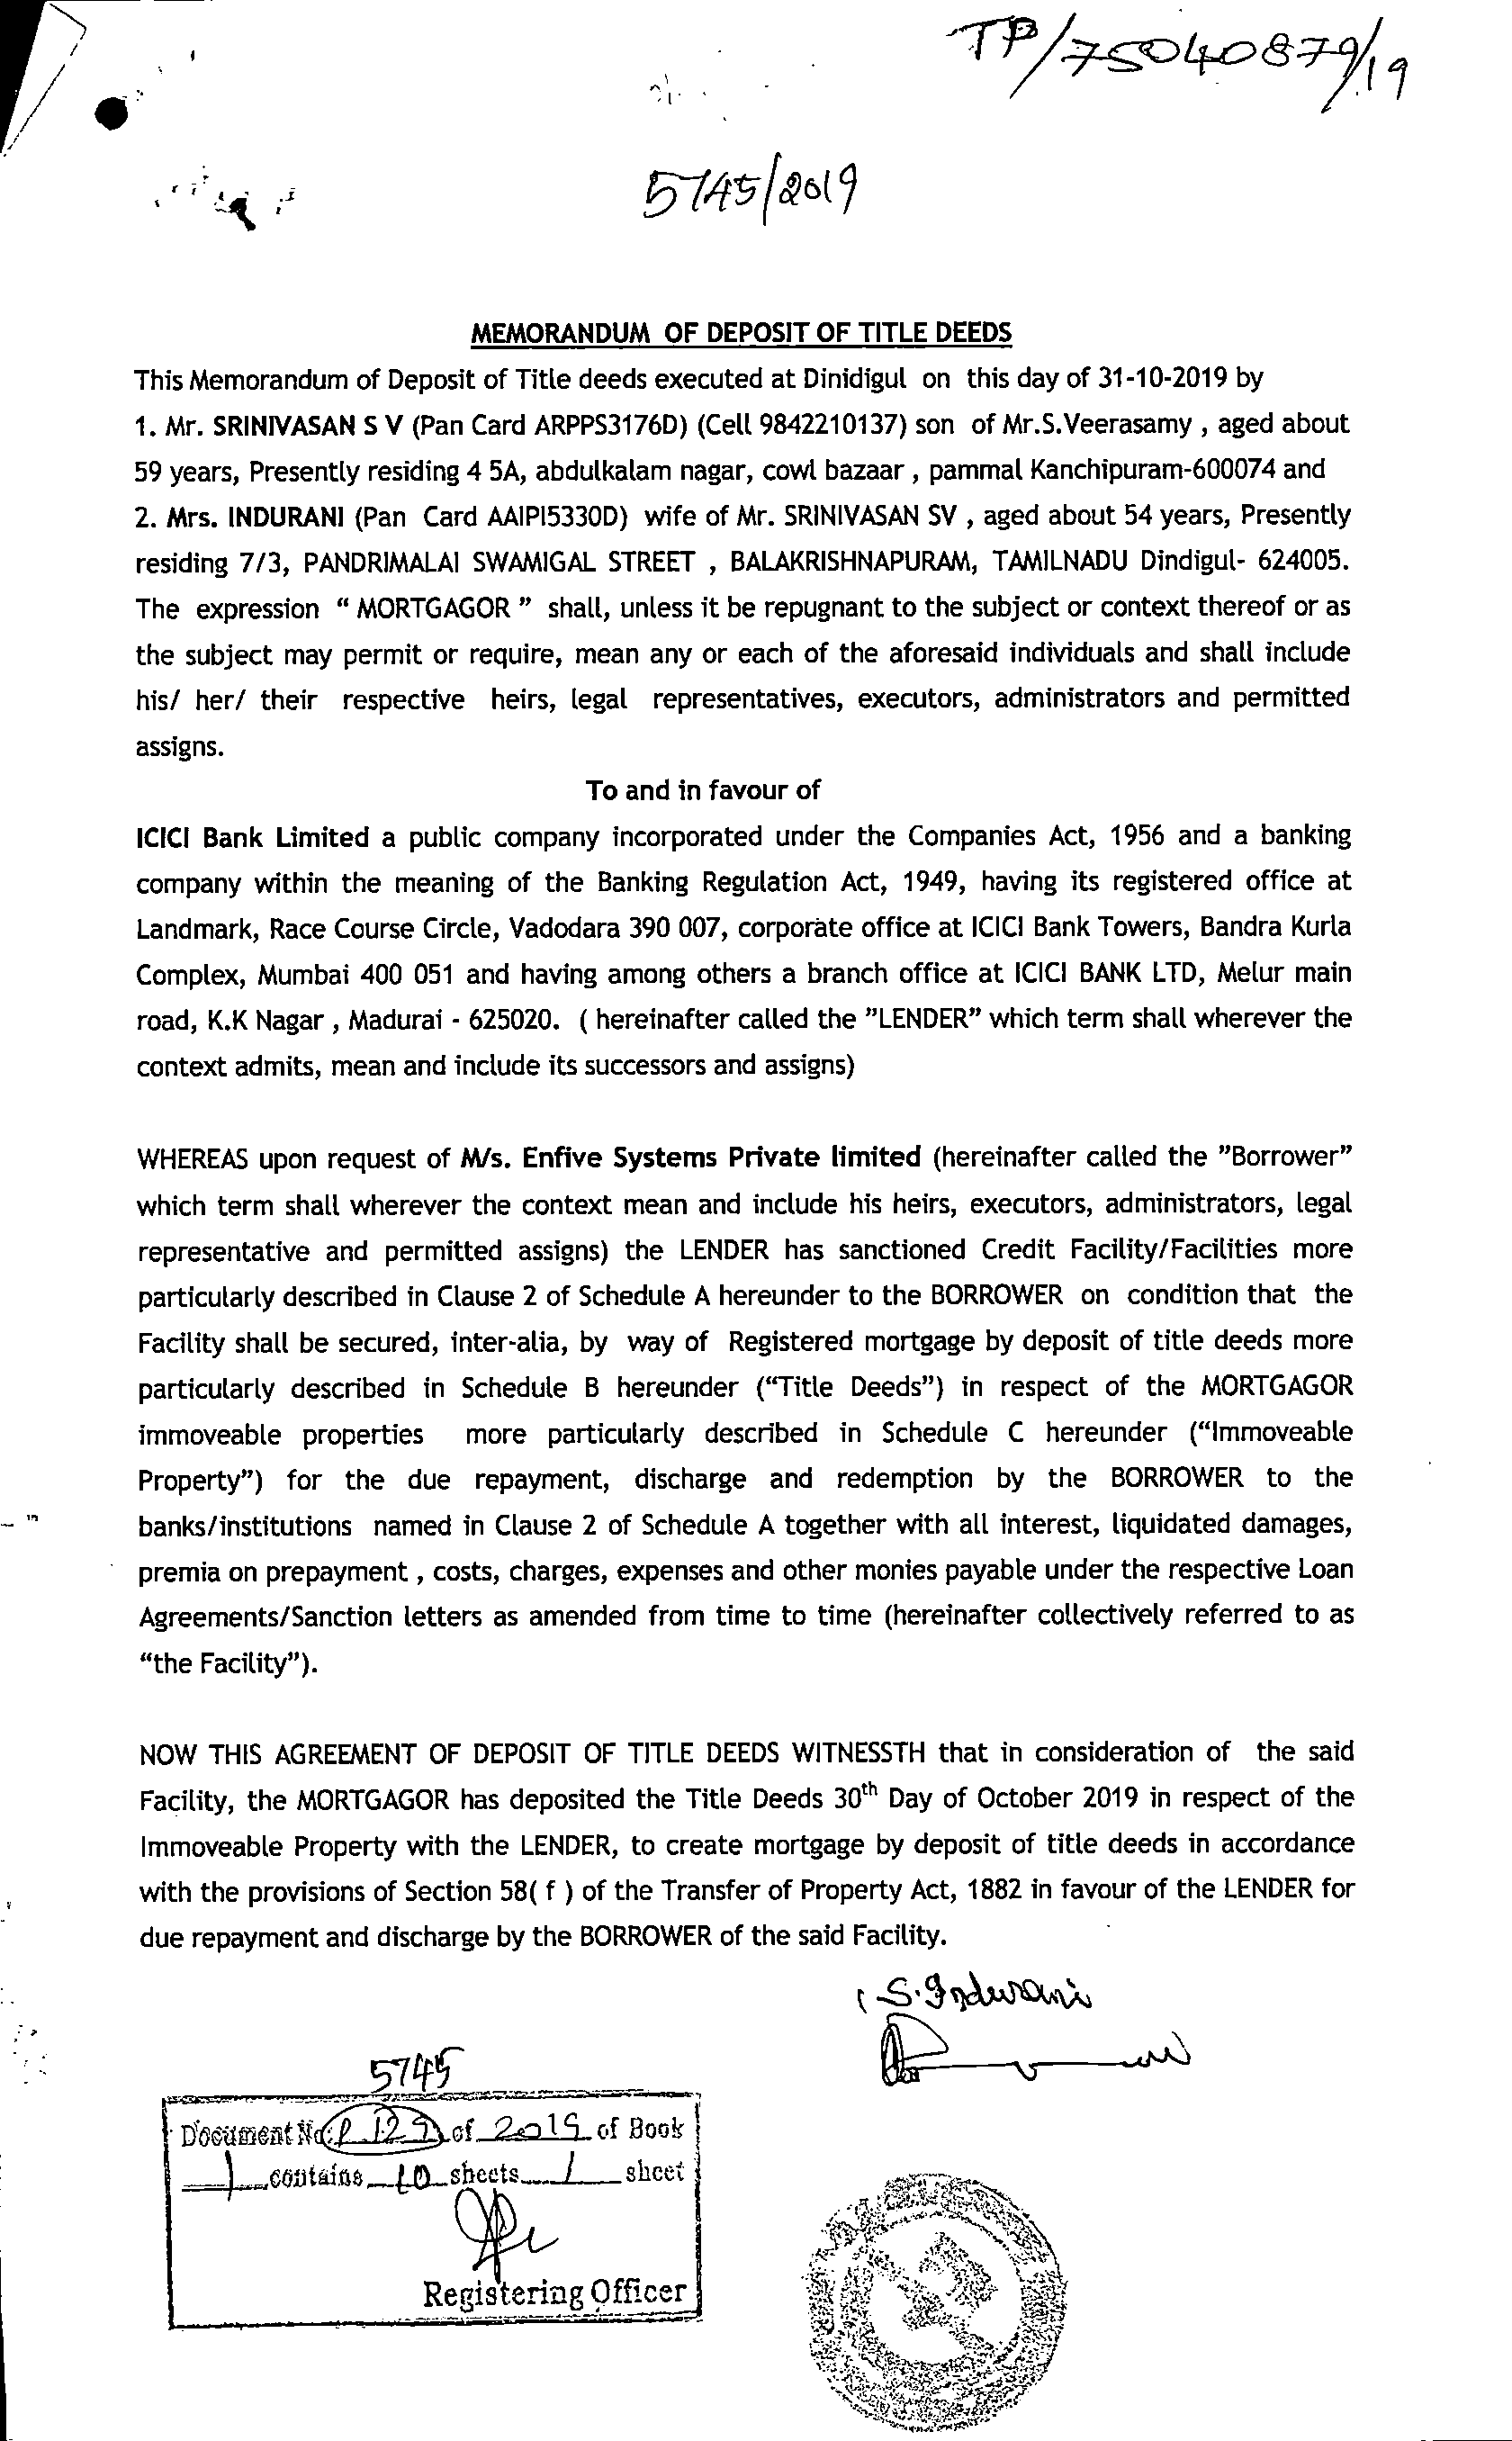 TP/75040879/19
5745/2019
MEMORANDUM OF DEPOSIT OF TITLE DEEDS
This Memorandum of Deposit of Title deeds executed at Dinidigul on this day of 31-10-2019 by
1. Mr. SRINIVASAN S V (Pan Card ARPPS3176D) (Cell 9842210137) son of Mr.S.Veerasamy , aged about
59 years, Presently residing 4 5A, abdulkalam nagar, cowl bazaar , pammal Kanchipuram-600074 and
2. Mrs. INDURANI (Pan Card AAIPI5330D) wife of Mr. SRINIVASAN SV , aged about 54 years, Presently
residing 7/3, PANDRIMALAI SWAMIGAL STREET , BALAKRISHNAPURAM, TAMILNADU Dindigul- 624005.
The expression “ MORTGAGOR ” shall, unless it be repugnant to the subject or context thereof or as
the subject may permit or require, mean any or each of the aforesaid individuals and shall include
his/ her/ their respective heirs, legal representatives, executors, administrators and permitted
assigns.
To and in favour of
ICICI Bank Limited a public company incorporated under the Companies Act, 1956 and a banking
company within the meaning of the Banking Regulation Act, 1949, having its registered office at
Landmark, Race Course Circle, Vadodara 390 007, corporate office at ICICI Bank Towers, Bandra Kurla
Complex, Mumbai 400 051 and having among others a branch office at ICICI BANK LTD, Melur main
road, K.K Nagar , Madurai - 625020. ( hereinafter called the ”LENDER” which term shall wherever the
context admits, mean and include its successors and assigns)
WHEREAS upon request of M/s. Enfive Systems Private limited (hereinafter called the ”Borrower”
which term shall wherever the context mean and include his heirs, executors, administrators, legal
representative and permitted assigns) the LENDER has sanctioned Credit Facility/Facilities more
particularly described in Clause 2 of Schedule A hereunder to the BORROWER on condition that the
Facility shall be secured, inter-alia, by way of Registered mortgage by deposit of title deeds more
particularly described in Schedule B hereunder (“Title Deeds”) in respect of the MORTGAGOR
immoveable properties more particularly described in Schedule C hereunder (“Immoveable
Property”) for the due repayment, discharge and redemption by the BORROWER to the
banks/institutions named in Clause 2 of Schedule A together with all interest, liquidated damages,
premia on prepayment , costs, charges, expenses and other monies payable under the respective Loan
Agreements/Sanction letters as amended from time to time (hereinafter collectively referred to as
“the Facility”).
NOW THIS AGREEMENT OF DEPOSIT OF TITLE DEEDS WITNESSTH that in consideration of the said
Facility, the MORTGAGOR has deposited the Title Deeds 30th Day of October 2019 in respect of the
Immoveable Property with the LENDER, to create mortgage by deposit of title deeds in accordance
with the provisions of Section 58( f ) of the Transfer of Property Act, 1882 in favour of the LENDER for
due repayment and discharge by the BORROWER of the said Facility.
S. Indurani
5745
Document No: P 129 of 2019 of Book
1 contains 10 sheets 1 sheet
Registering Officer